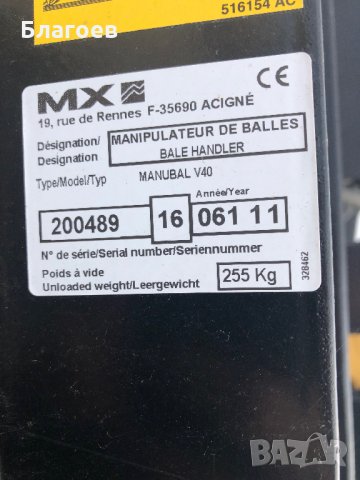 Благоев
516154 AC
MX CE
19, rue de Rennes F-35690 ACIGNÉ
Désignation/ MANIPULATEUR DE BALLES
Designation BALE HANDLER
Type/Model/Typ MANUBAL V40
Année/Year
200489 16 061 11
N° de série/Serial number/Seriennummer
Poids à vide
Unloaded weight/Leergewicht 255 Kg
328462
BAZAR